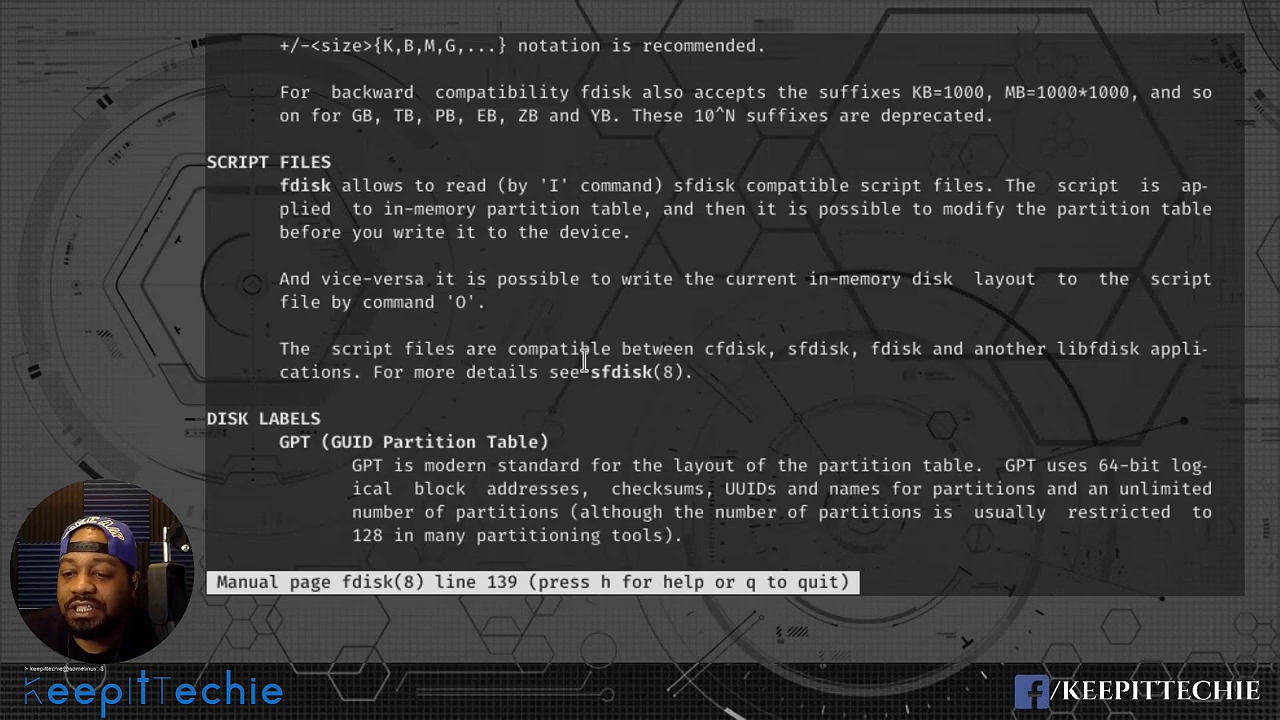 +/-<size>{K,B,M,G,...} notation is recommended.
For backward compatibility fdisk also accepts the suffixes KB=1000, MB=1000*1000, and so
on for GB, TB, PB, EB, ZB and YB. These 10^N suffixes are deprecated.
SCRIPT FILES
fdisk allows to read (by 'I' command) sfdisk compatible script files. The script is ap-
plied to in-memory partition table, and then it is possible to modify the partition table
before you write it to the device.
And vice-versa it is possible to write the current in-memory disk layout to the script
file by command 'O'.
The script files are compatible between cfdisk, sfdisk, fdisk and another libfdisk appli-
cations. For more details see sfdisk(8).
DISK LABELS
GPT (GUID Partition Table)
GPT is modern standard for the layout of the partition table. GPT uses 64-bit log-
ical block addresses, checksums, UUIDs and names for partitions and an unlimited
number of partitions (although the number of partitions is usually restricted to
128 in many partitioning tools).
Manual page fdisk(8) line 139 (press h for help or q to quit)
> keepittechie@somelinux:~$
KeepItTechie
f/KEEPITTECHIE